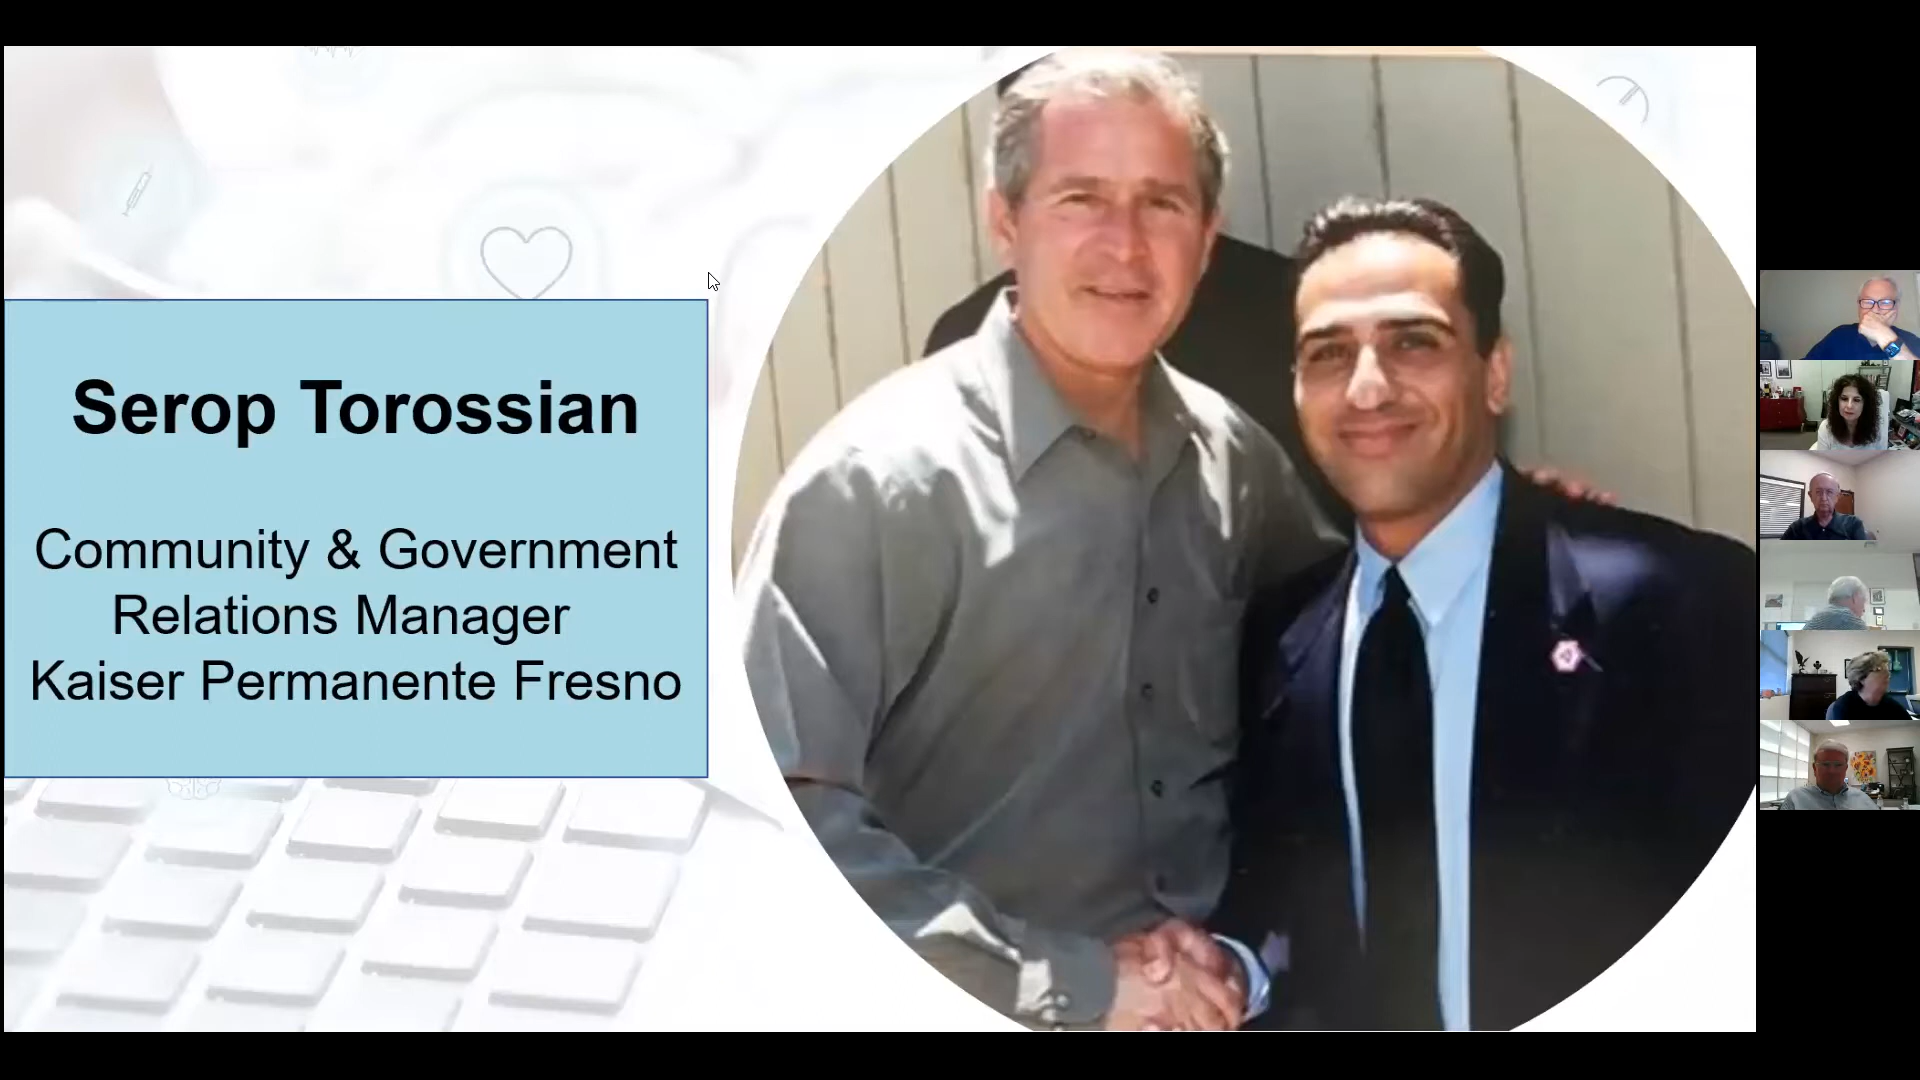 Serop Torossian
Community & Government
Relations Manager
Kaiser Permanente Fresno